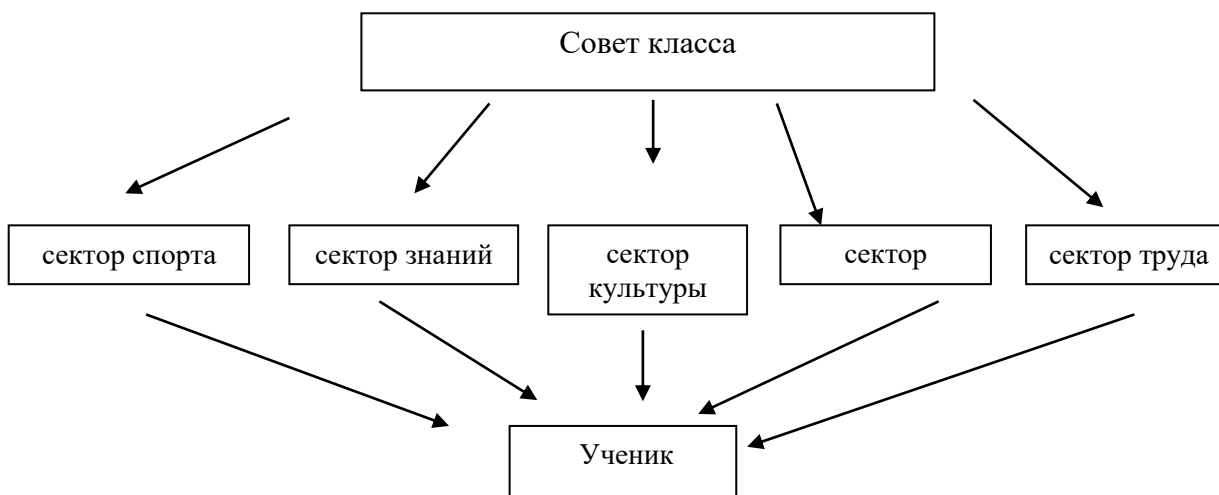 Совет класса
сектор спорта
сектор знаний
сектор
культуры
сектор
сектор труда
Ученик